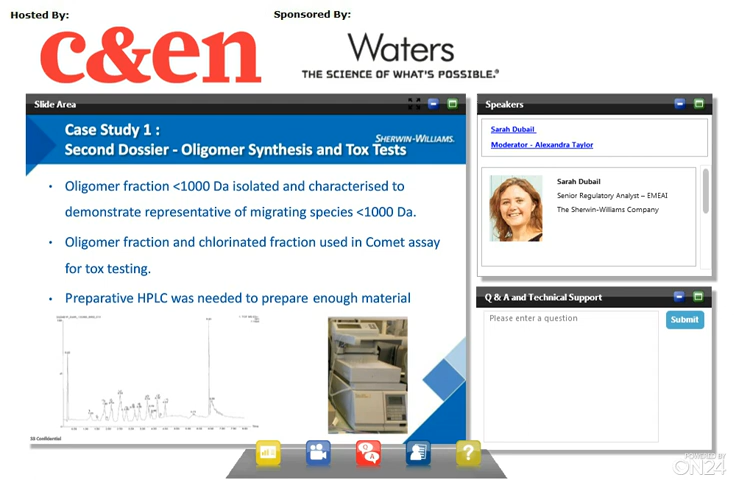 Hosted By:
Sponsored By:
c&en
Waters
THE SCIENCE OF WHAT'S POSSIBLE.®
Slide Area
Case Study 1 :
Second Dossier - Oligomer Synthesis and Tox Tests
SHERWIN-WILLIAMS.
• Oligomer fraction <1000 Da isolated and characterised to
demonstrate representative of migrating species <1000 Da.
• Oligomer fraction and chlorinated fraction used in Comet assay
for tox testing.
• Preparative HPLC was needed to prepare enough material
Confidential
Speakers
Sarah Dubail
Moderator - Alexandra Taylor
Sarah Dubail
Senior Regulatory Analyst – EMEAI
The Sherwin-Williams Company
Q & A and Technical Support
Please enter a question
Submit
Q
A
?
POWERED BY
ON24